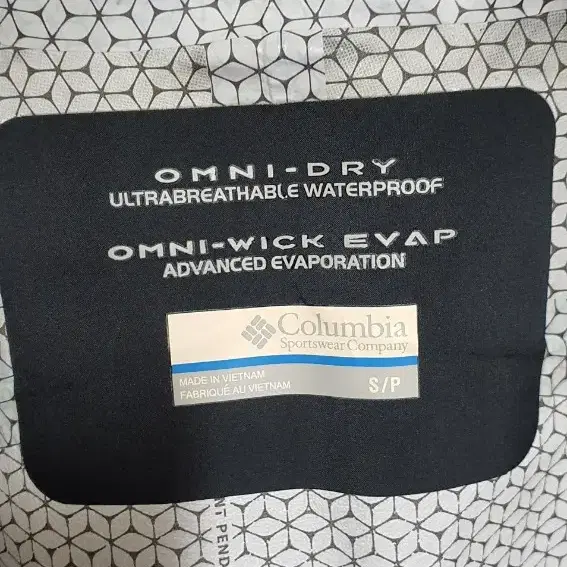 OMNI-DRY
ULTRABREATHABLE WATERPROOF
OMNI-WICK EVAP
ADVANCED EVAPORATION
Columbia
Sportswear Company
MADE IN VIETNAM
FABRIQUÉ AU VIETNAM
S/P